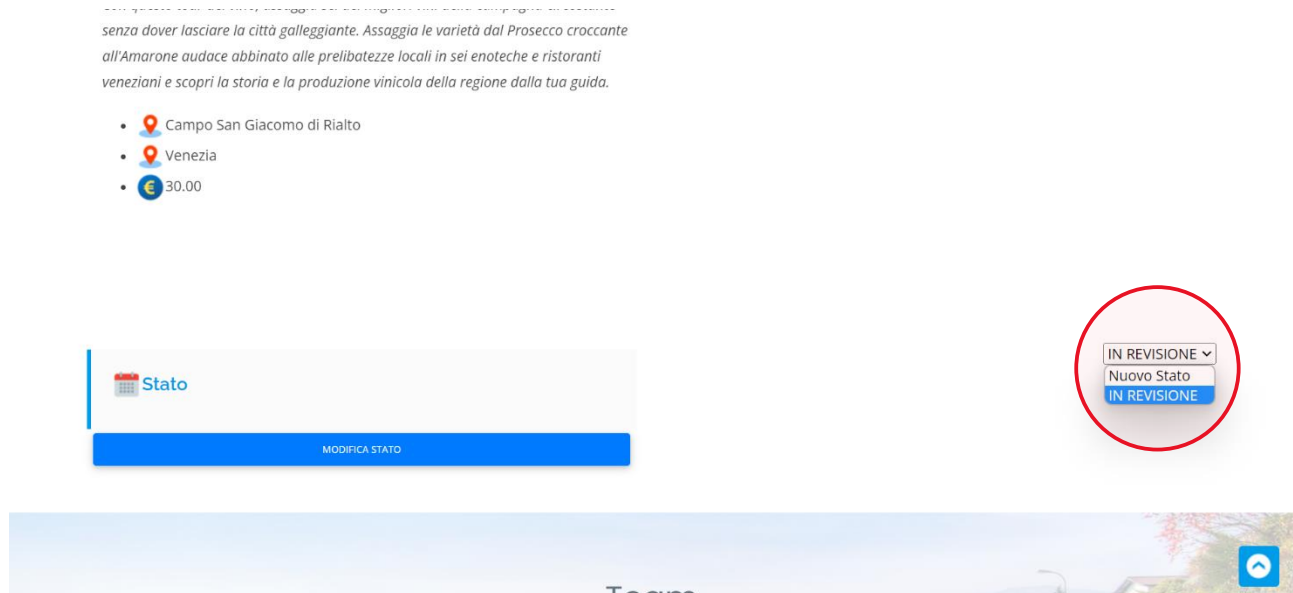 senza dover lasciare la città galleggiante. Assaggia le varietà dal Prosecco croccante
all'Amarone audace abbinato alle prelibatezze locali in sei enoteche e ristoranti
veneziani e scopri la storia e la produzione vinicola della regione dalla tua guida.
Campo San Giacomo di Rialto
Venezia
30.00
IN REVISIONE
Nuovo Stato
IN REVISIONE
Stato
MODIFICA STATO
Team